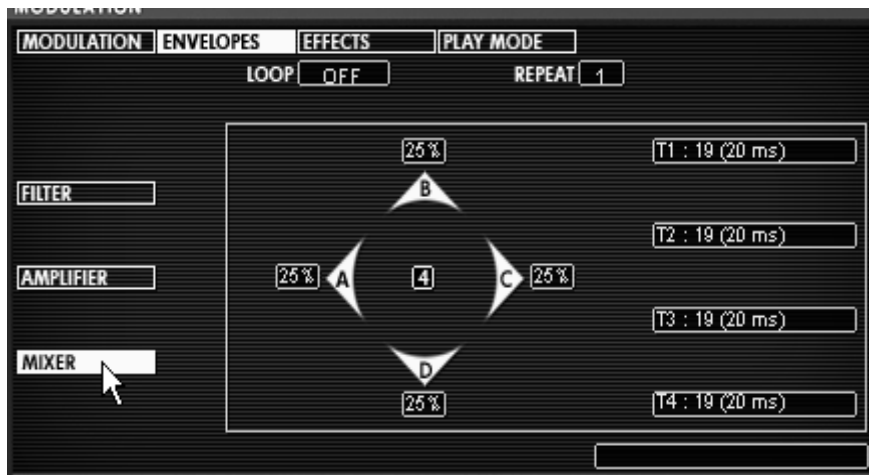 MODULATION
MODULATION ENVELOPES EFFECTS PLAY MODE
LOOP OFF REPEAT 1
25% T1 : 19 (20 ms)
B
FILTER
T2 : 19 (20 ms)
AMPLIFIER 25% A 4 C 25%
T3 : 19 (20 ms)
MIXER
D
25% T4 : 19 (20 ms)